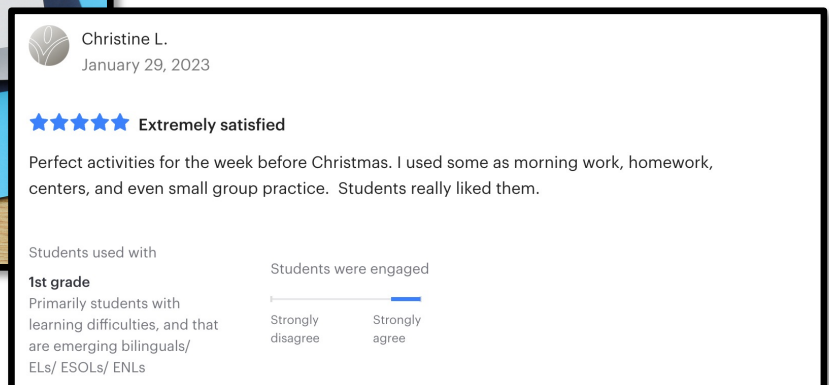 Christine L.
January 29, 2023
Extremely satisfied
Perfect activities for the week before Christmas. I used some as morning work, homework,
centers, and even small group practice.  Students really liked them.
Students used with
1st grade
Primarily students with
learning difficulties, and that
are emerging bilinguals/
ELs/ ESOLs/ ENLs
Students were engaged
Strongly
disagree
Strongly
agree